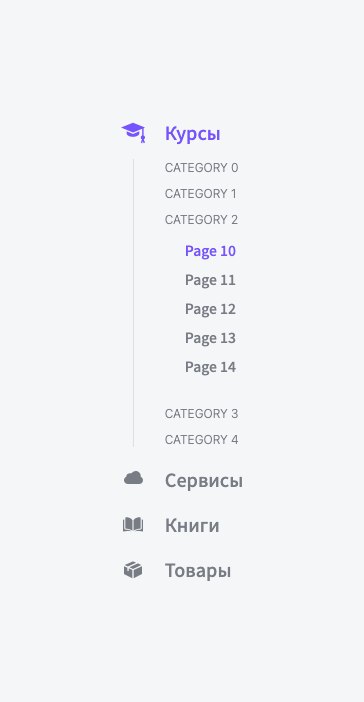 Курсы
CATEGORY 0
CATEGORY 1
CATEGORY 2
Page 10
Page 11
Page 12
Page 13
Page 14
CATEGORY 3
CATEGORY 4
Сервисы
Книги
Товары